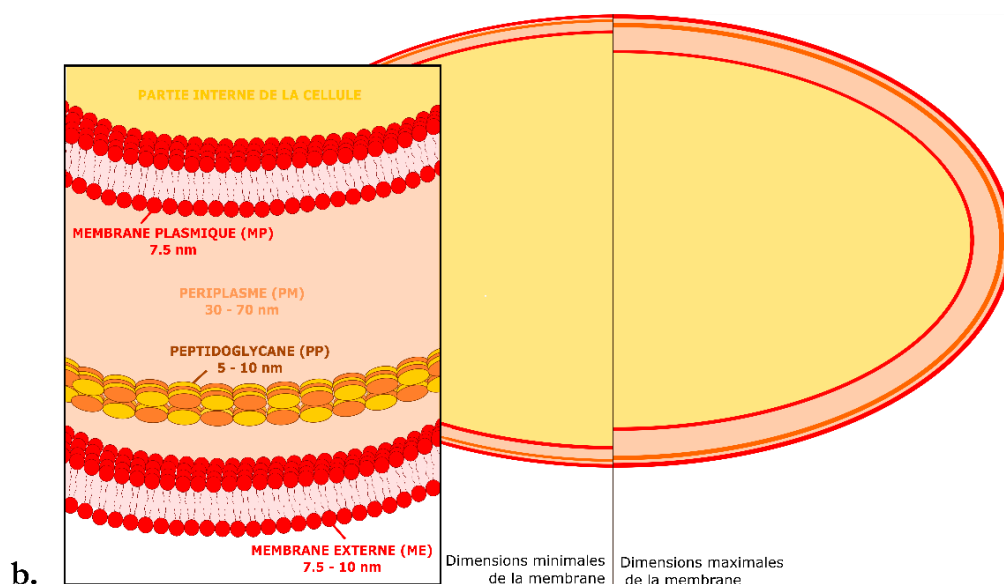 PARTIE INTERNE DE LA CELLULE
MEMBRANE PLASMIQUE (MP)
7.5 nm
PERIPLASME (PM)
30 - 70 nm
PEPTIDOGLYCANE (PP)
5 - 10 nm
MEMBRANE EXTERNE (ME)
7.5 - 10 nm
Dimensions minimales
de la membrane
Dimensions maximales
de la membrane
b.